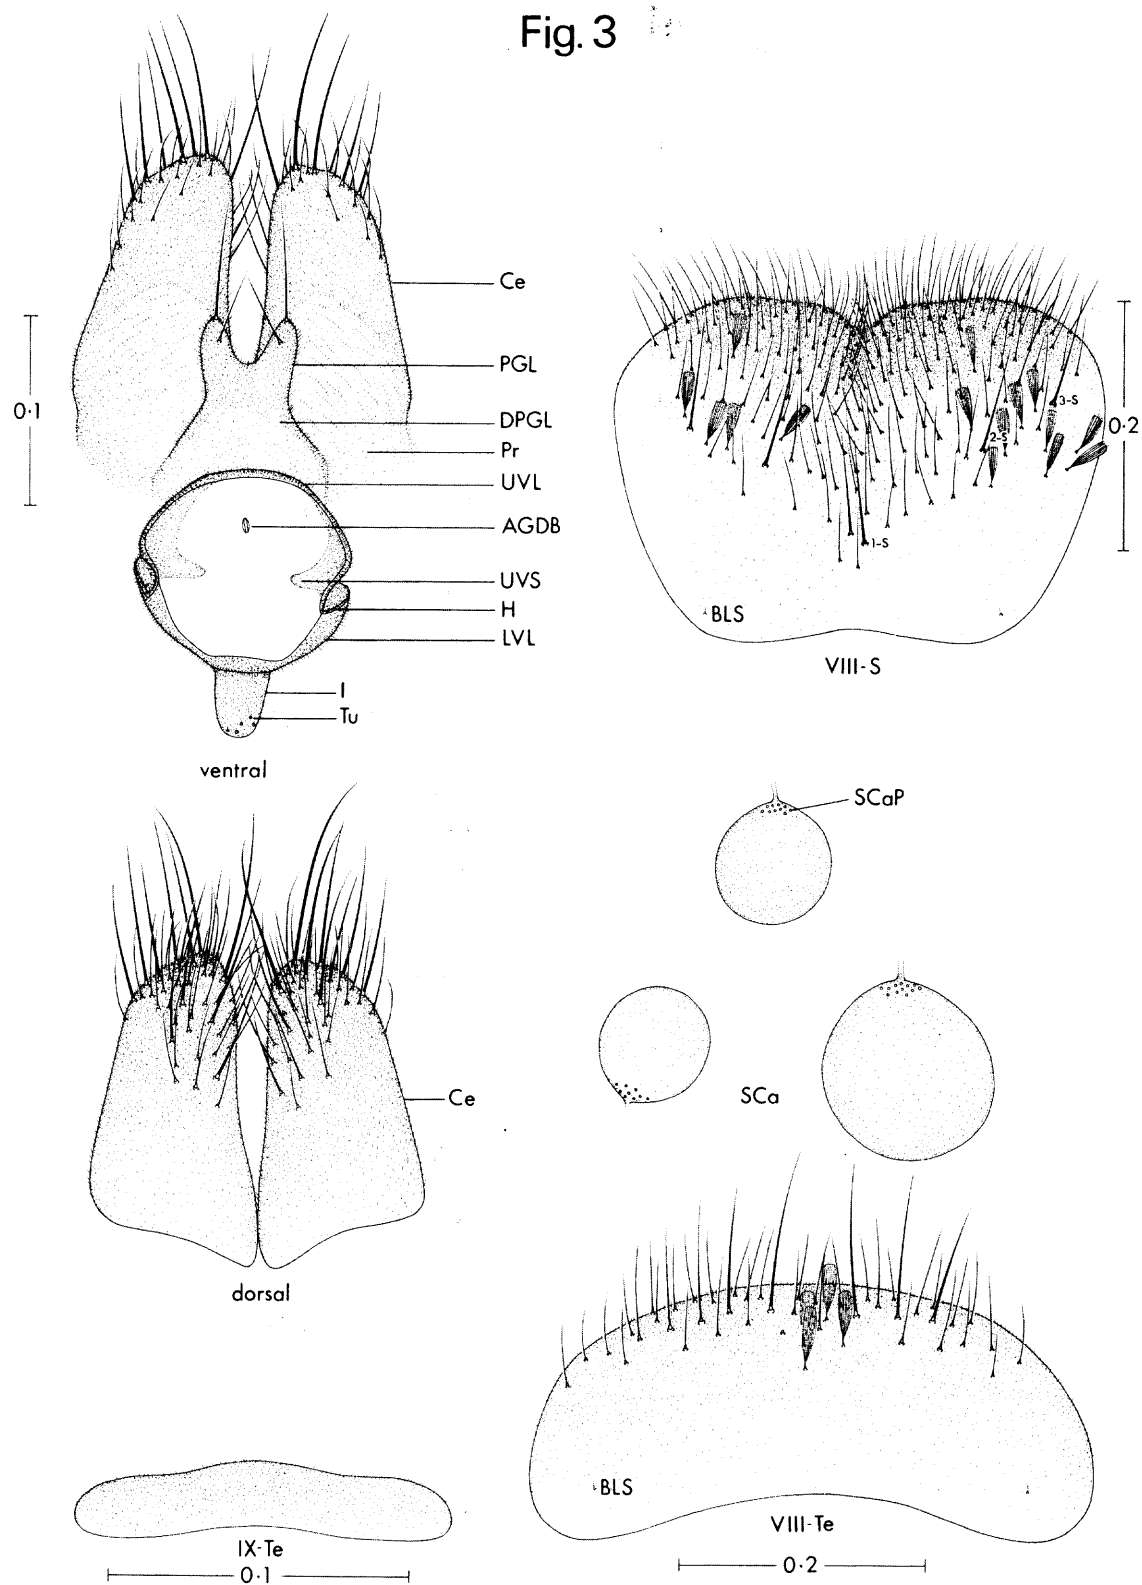 Fig. 3
Ce
PGL
0·1
DPGL
Pr
UVL
AGDB
UVS
H
LVL
I
Tu
ventral
3-S
0·2
2-S
1-S
BLS
VIII-S
SCaP
SCa
Ce
dorsal
BLS
VIII-Te
0·2
IX-Te
0·1